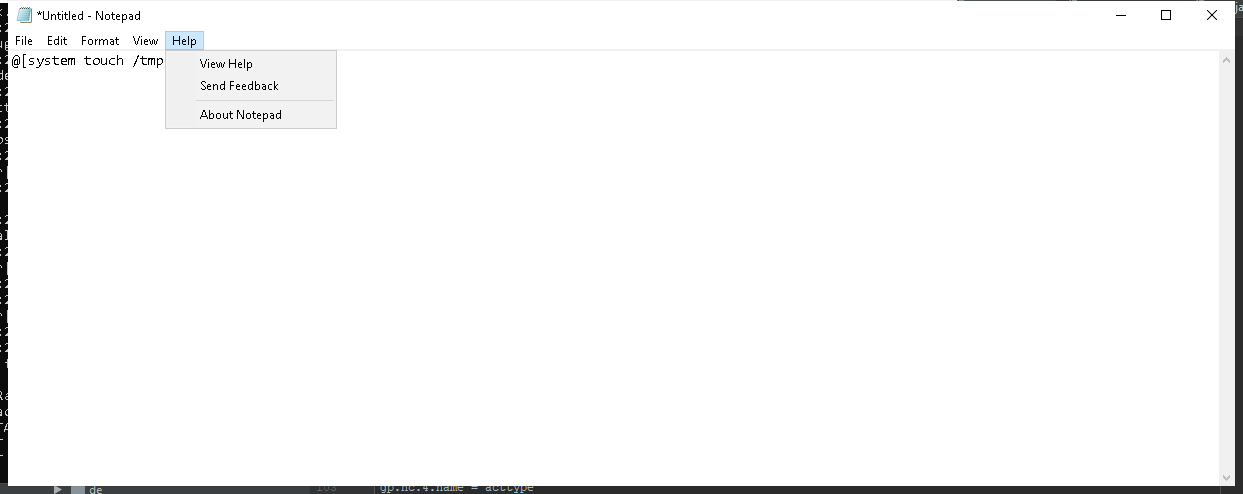 *Untitled - Notepad
File Edit Format View Help
@[system touch /tmp
View Help
Send Feedback
About Notepad
de
103
gp.nc.4.name = acttype